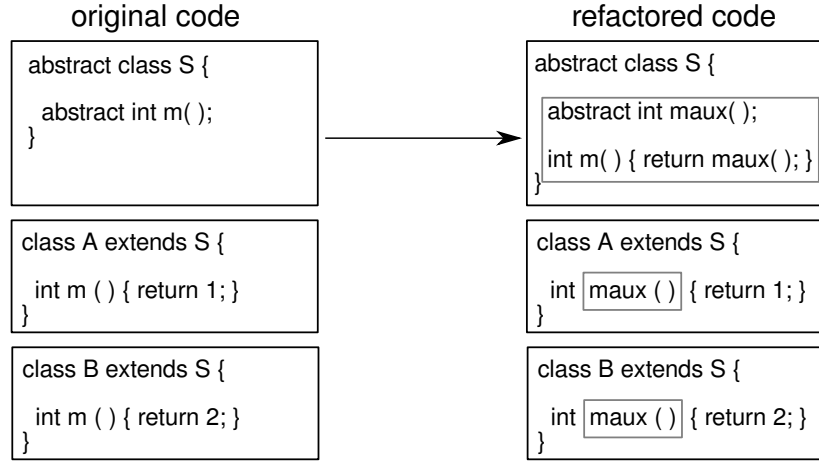 original code
abstract class S {
abstract int m( );
}
class A extends S {
int m ( ) { return 1; }
}
class B extends S {
int m ( ) { return 2; }
}
refactored code
abstract class S {
abstract int maux( );
int m( ) { return maux( ); }
}
class A extends S {
int maux ( ) { return 1; }
}
class B extends S {
int maux ( ) { return 2; }
}